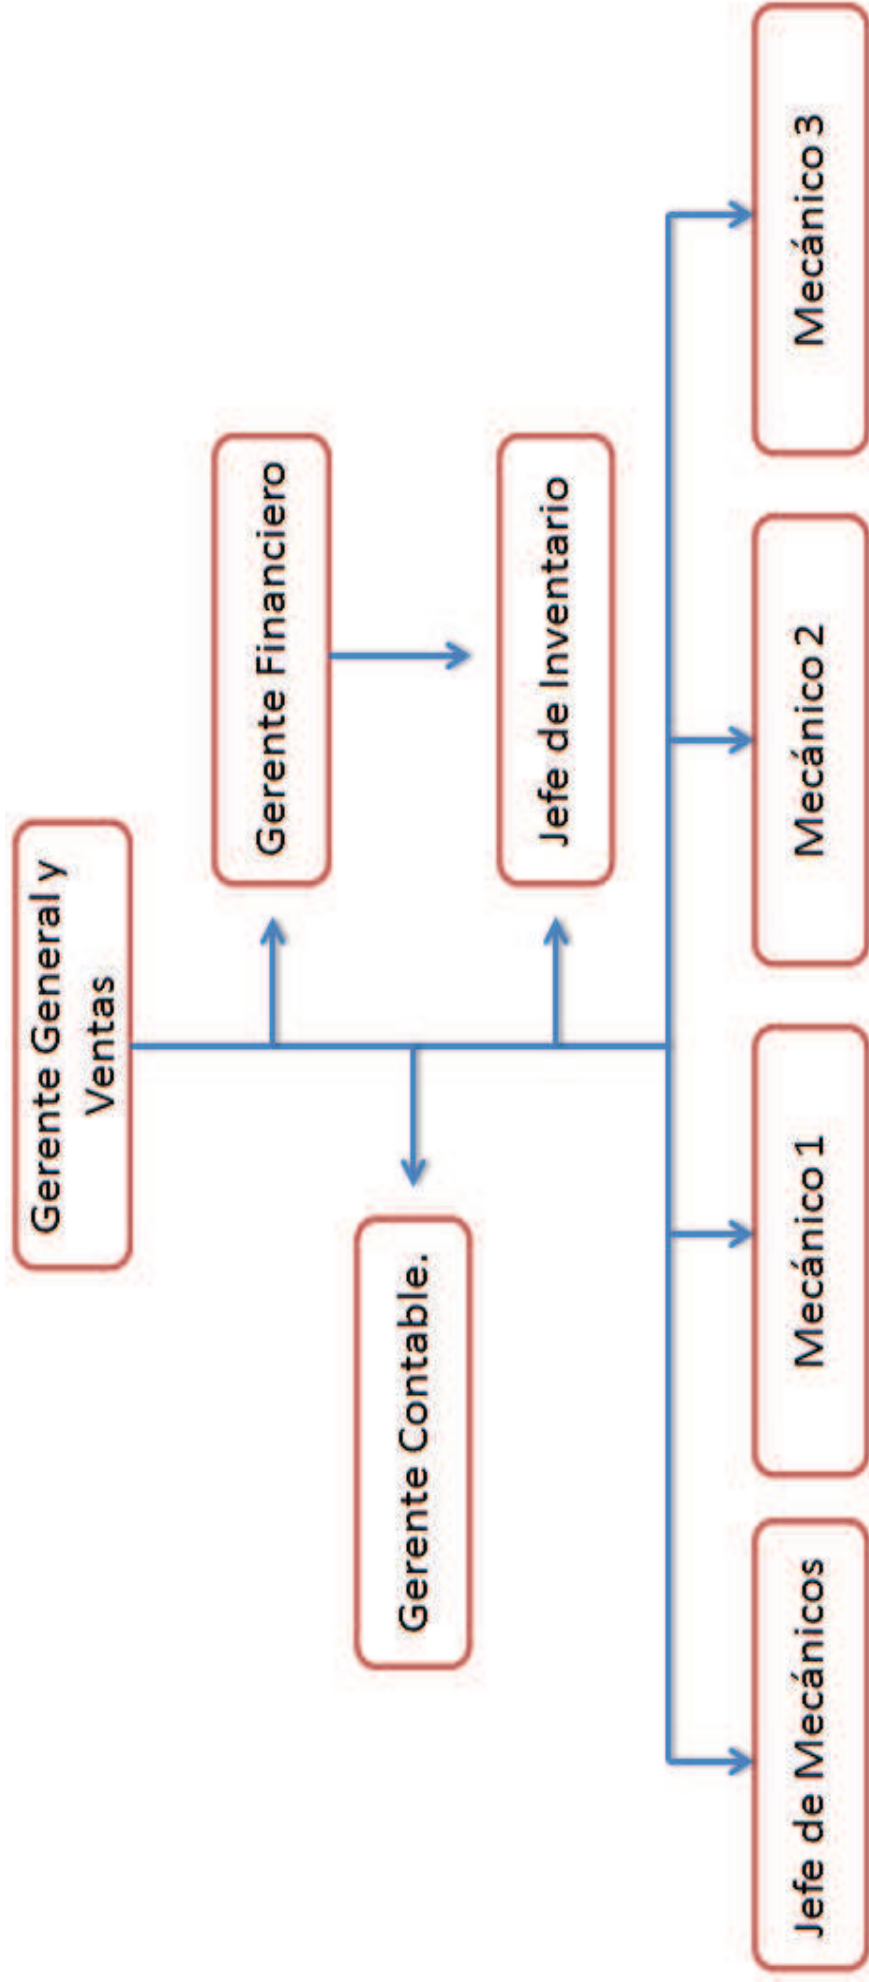 Gerente General y
Ventas
Gerente Financiero
Gerente Contable.
Jefe de Inventario
Jefe de Mecánicos
Mecánico 1
Mecánico 2
Mecánico 3